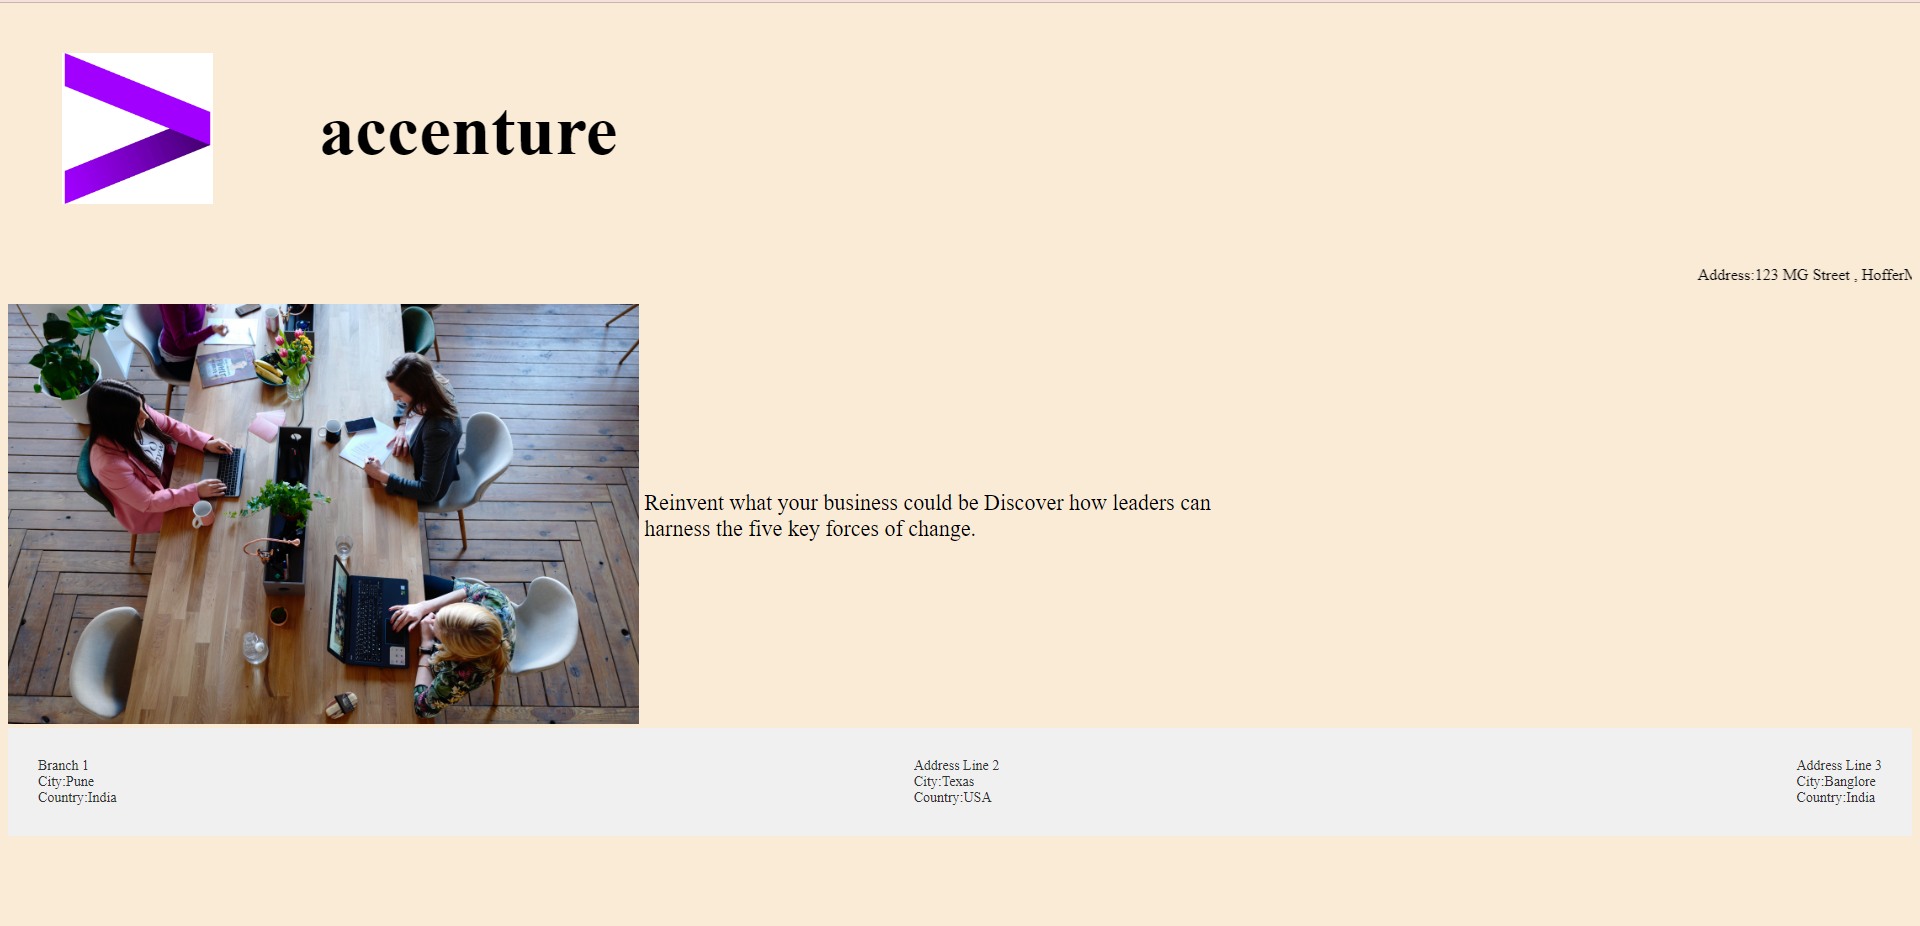 accenture
Address:123 MG Street , Hoffer
Reinvent what your business could be Discover how leaders can
harness the five key forces of change.
Branch 1
City:Pune
Country:India
Address Line 2
City:Texas
Country:USA
Address Line 3
City:Banglore
Country:India